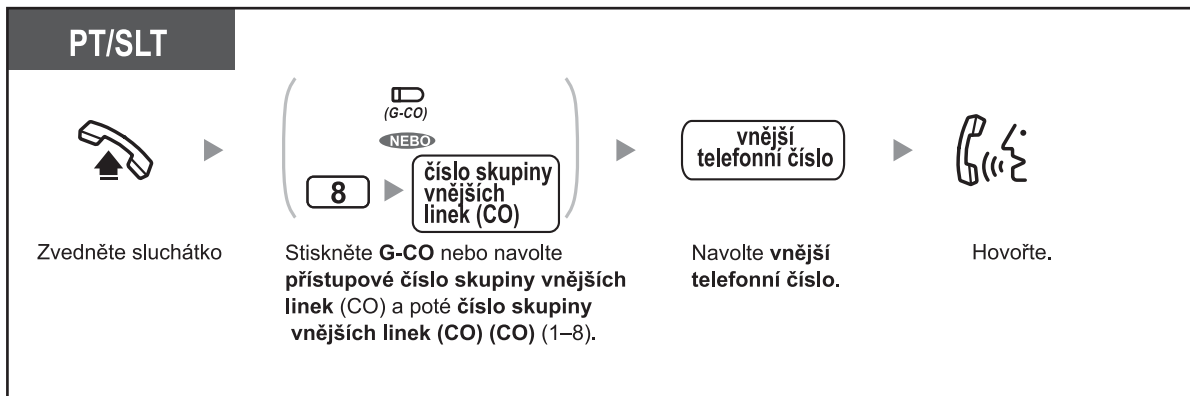 PT/SLT
(G-CO)
NEBO
8
číslo skupiny
vnějších
linek (CO)
vnější
telefonní číslo
Zvedněte sluchátko
Stiskněte G-CO nebo navolte
přístupové číslo skupiny vnějších
linek (CO) a poté číslo skupiny
vnějších linek (CO) (CO) (1–8).
Navolte vnější
telefonní číslo.
Hovořte.